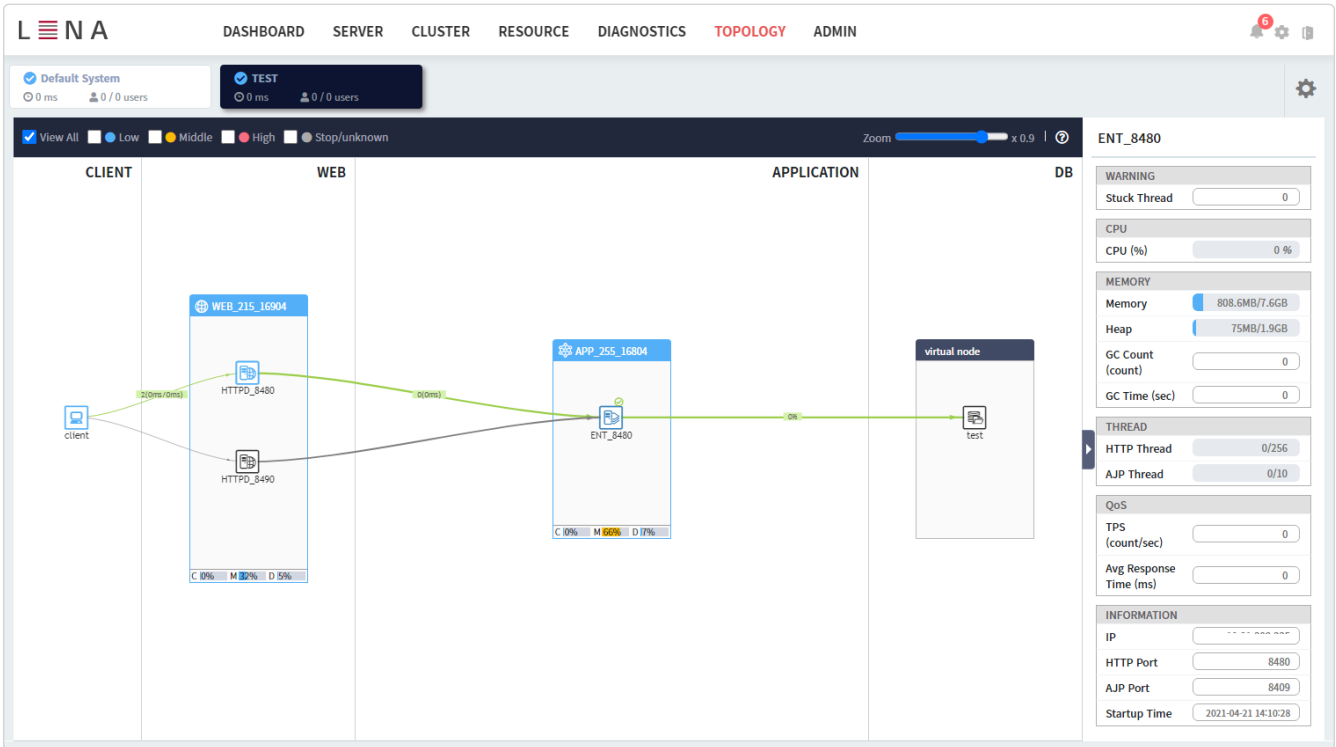 LENA
DASHBOARD SERVER CLUSTER RESOURCE DIAGNOSTICS TOPOLOGY ADMIN
6
Default System
0 ms 0 / 0 users
TEST
0 ms 0 / 0 users
View All Low Middle High Stop/unknown
Zoom x 0.9
CLIENT WEB APPLICATION DB
WEB_215_16904
HTTPD_8480
2(0ms/0ms)
0(0ms)
client
HTTPD_8490
C 0% M 32% D 5%
APP_255_16804
ENT_8480
C 0% M 66% D 7%
0%
virtual node
test
ENT_8480
WARNING
Stuck Thread 0
CPU
CPU (%) 0 %
MEMORY
Memory 808.6MB/7.6GB
Heap 75MB/1.9GB
GC Count
(count) 0
GC Time (sec) 0
THREAD
HTTP Thread 0/256
AJP Thread 0/10
QoS
TPS
(count/sec) 0
Avg Response
Time (ms) 0
INFORMATION
IP
HTTP Port 8480
AJP Port 8409
Startup Time 2021-04-21 14:10:28